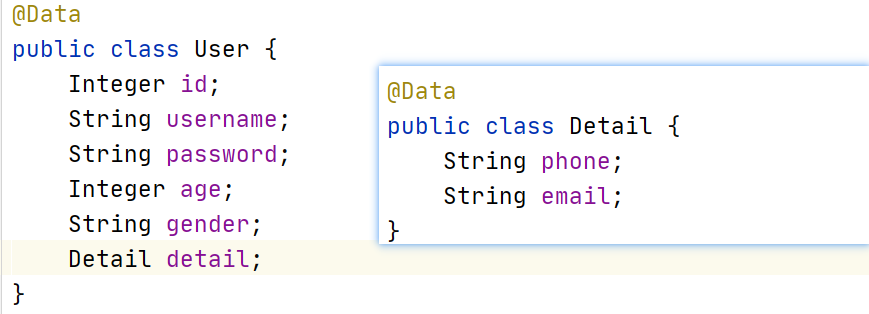 @Data
public class User {
    Integer id;
    String username;
    String password;
    Integer age;
    String gender;
    Detail detail;
}
@Data
public class Detail {
    String phone;
    String email;
}